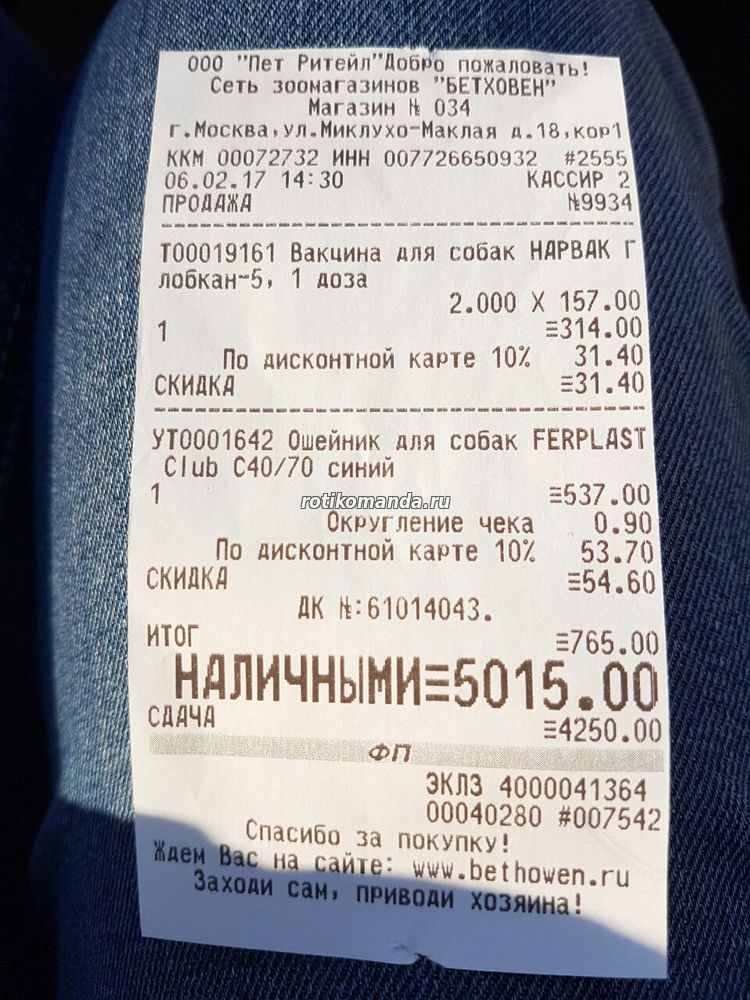 ООО "Пет Ритейл"Добро пожаловать!
Сеть зоомагазинов "БЕТХОВЕН"
Магазин № 034
г.Москва,ул.Миклухо-Маклая д.18,кор1
ККМ 00072732 ИНН 007726650932 #2555
06.02.17 14:30 КАССИР 2
ПРОДАЖА №9934
Т00019161 Вакцина для собак НАРВАК Г
лобкан-5, 1 доза
2.000 X 157.00
1 ≡314.00
По дисконтной карте 10% 31.40
СКИДКА ≡31.40
УТ0001642 Ошейник для собак FERPLAST
Club C40/70 синий
1 ≡537.00
rotikomanda.ru
Округление чека 0.90
По дисконтной карте 10% 53.70
СКИДКА ≡54.60
ДК №:61014043.
ИТОГ ≡765.00
НАЛИЧНЫМИ≡5015.00
СДАЧА ≡4250.00
ФП
ЭКЛЗ 4000041364
00040280 #007542
Спасибо за покупку!
Ждем Вас на сайте: www.bethowen.ru
Заходи сам, приводи хозяина!